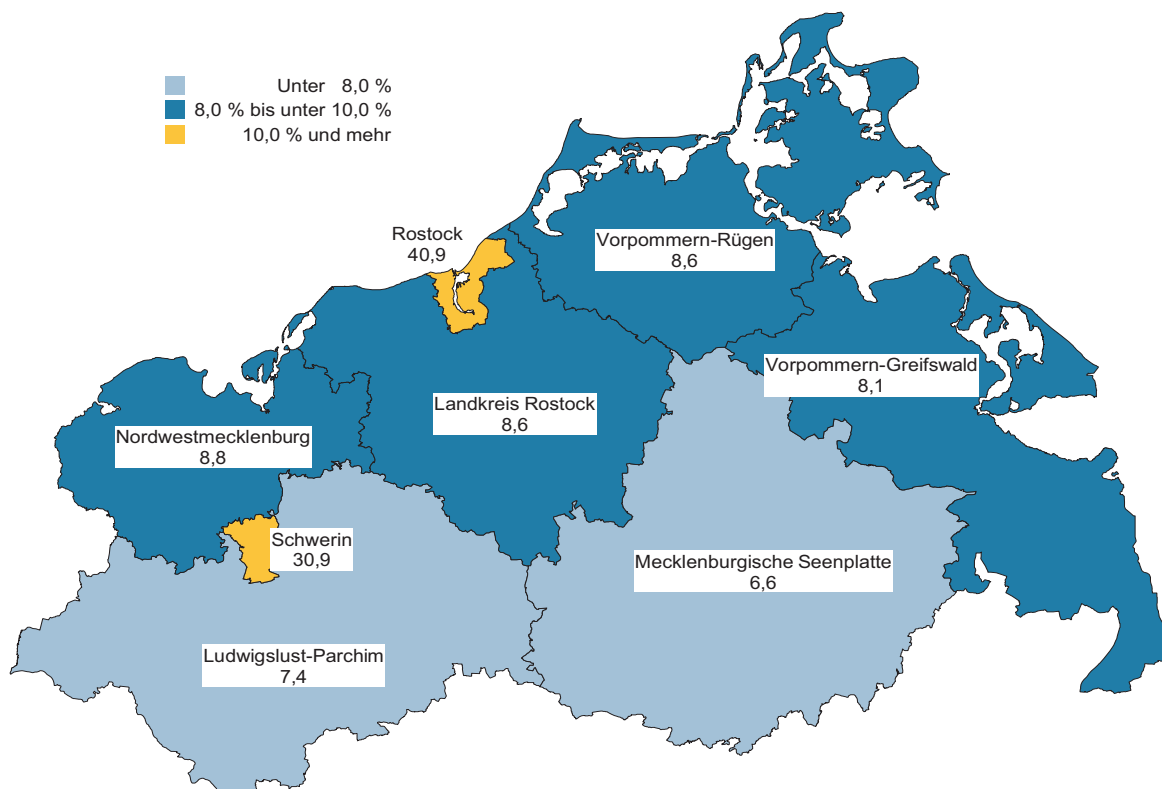 Unter 8,0 %
8,0 % bis unter 10,0 %
10,0 % und mehr
Rostock
40,9
Vorpommern-Rügen
8,6
Vorpommern-Greifswald
8,1
Landkreis Rostock
8,6
Nordwestmecklenburg
8,8
Schwerin
30,9
Mecklenburgische Seenplatte
6,6
Ludwigslust-Parchim
7,4